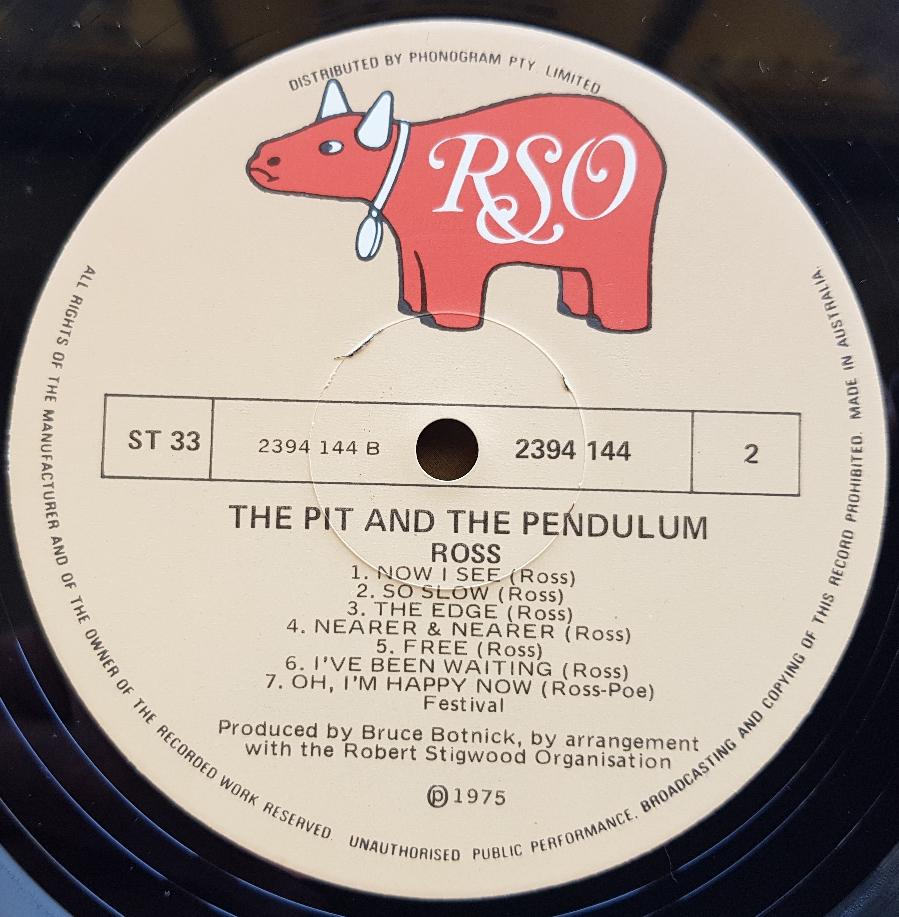 DISTRIBUTED BY PHONOGRAM PTY. LIMITED
RSO
ST 33 2394 144 B 2394 144 2
THE PIT AND THE PENDULUM
ROSS
1. NOW I SEE (Ross)
2. SO SLOW (Ross)
3. THE EDGE (Ross)
4. NEARER & NEARER (Ross)
5. FREE (Ross)
6. I'VE BEEN WAITING (Ross)
7. OH, I'M HAPPY NOW (Ross-Poe)
Festival
Produced by Bruce Botnick, by arrangement
with the Robert Stigwood Organisation
Ⓟ1975
ALL RIGHTS OF THE MANUFACTURER AND OF THE OWNER OF THE RECORDED WORK RESERVED. UNAUTHORISED PUBLIC PERFORMANCE, BROADCASTING AND COPYING OF THIS RECORD PROHIBITED. MADE IN AUSTRALIA.